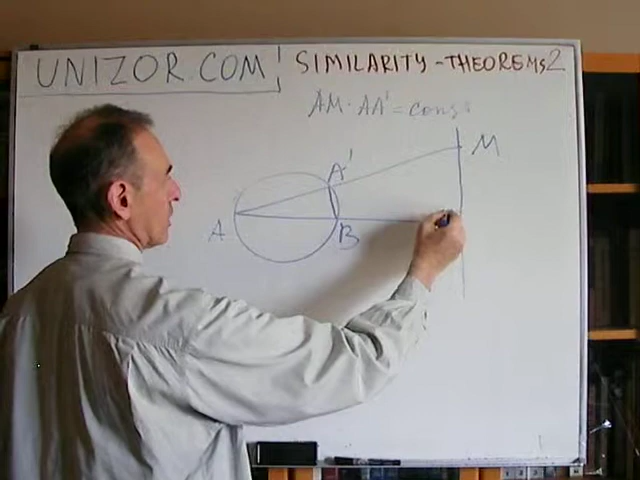 UNIZOR.COM
SIMILARITY-THEOREMS2
AM·AA'=const
A'
M
A
B